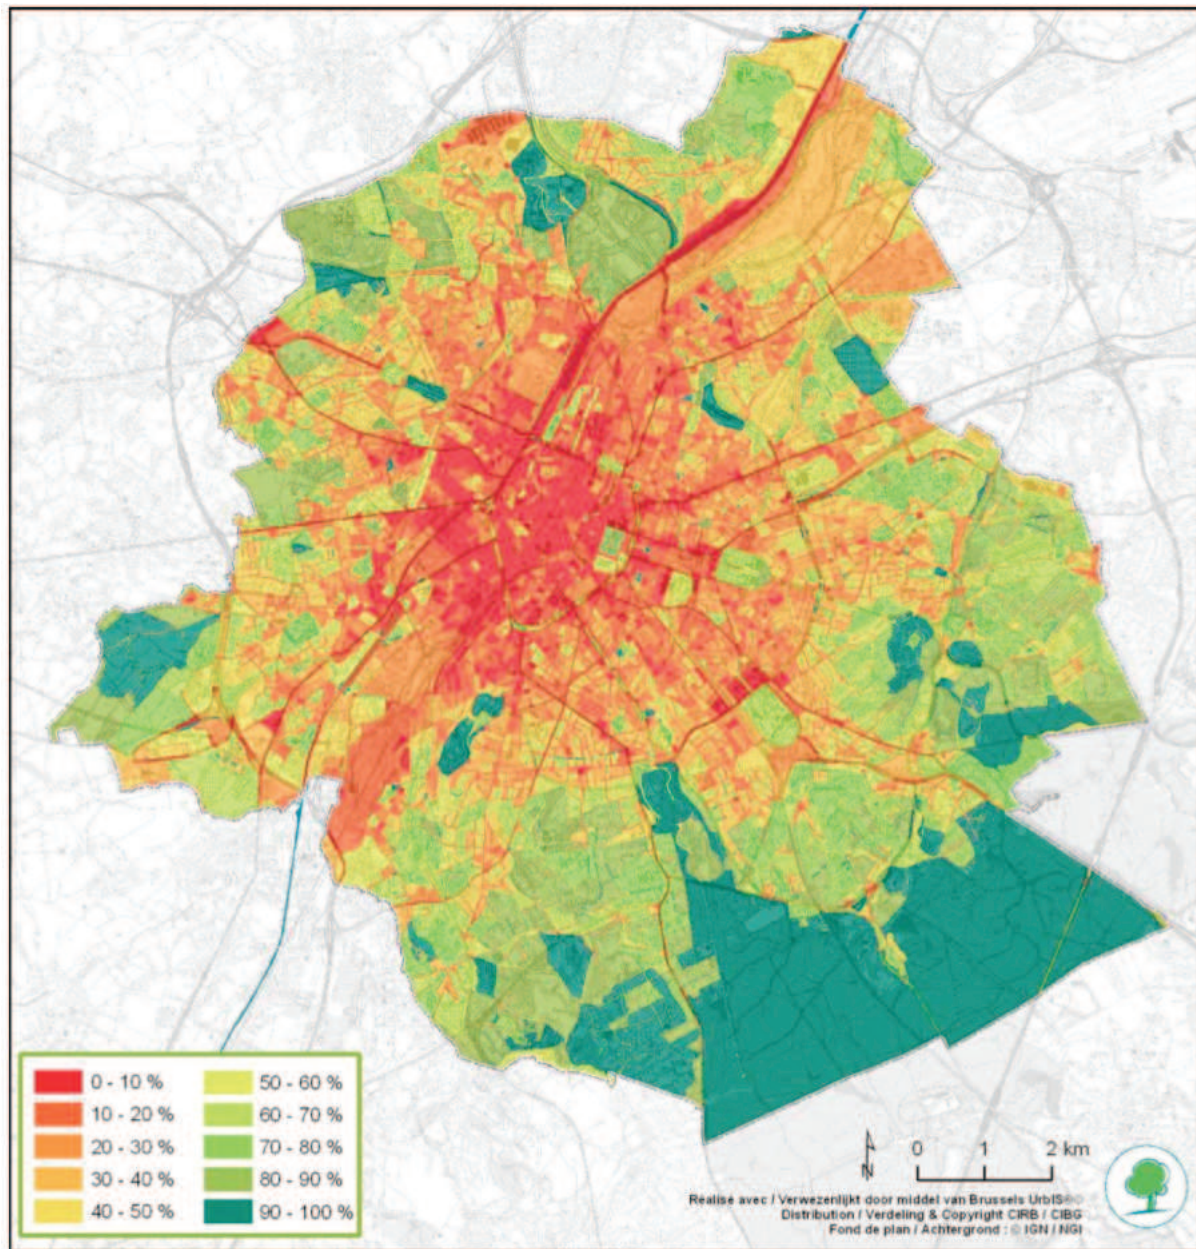 0 - 10 %
10 - 20 %
20 - 30 %
30 - 40 %
40 - 50 %
50 - 60 %
60 - 70 %
70 - 80 %
80 - 90 %
90 - 100 %
N
0 1 2 km
Réalisé avec / Verwezenlijkt door middel van Brussels UrbIS®©
Distribution / Verdeling & Copyright CIRB / CIBG
Fond de plan / Achtergrond : © IGN / NGI